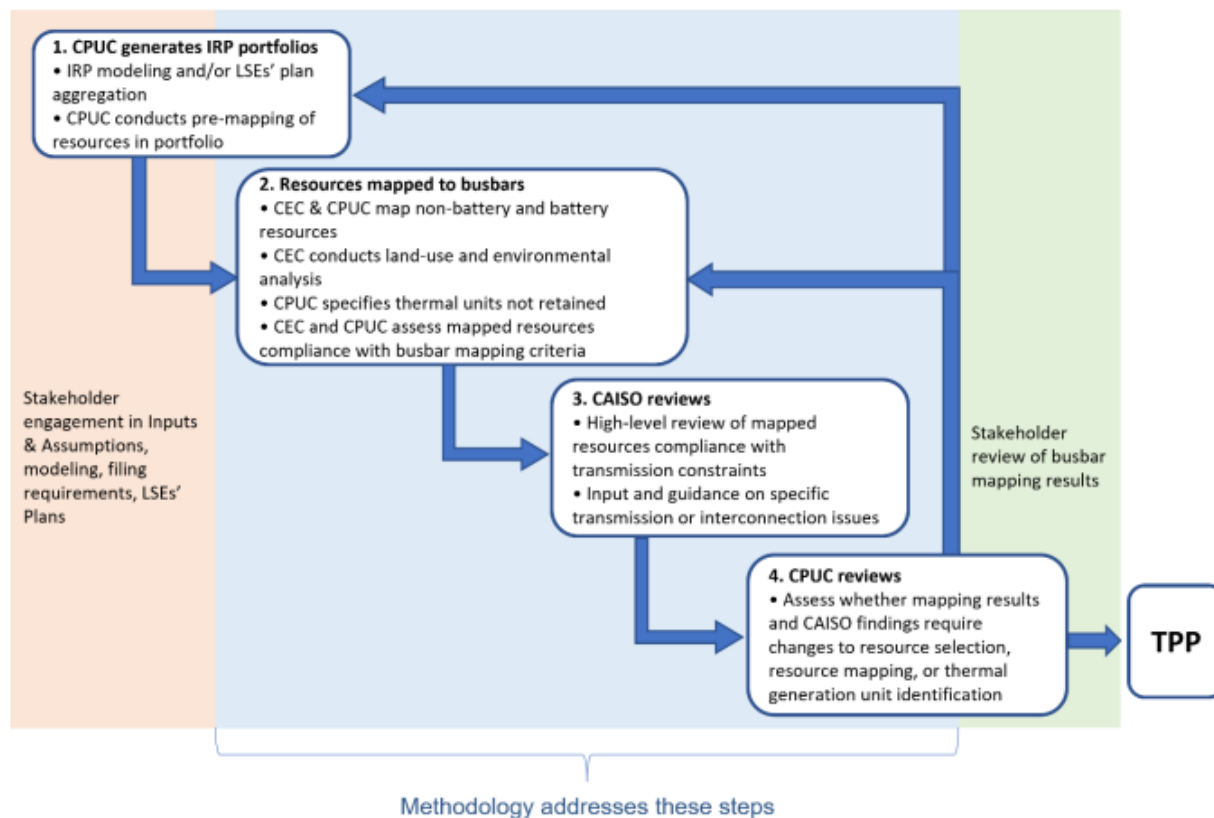 1. CPUC generates IRP portfolios
• IRP modeling and/or LSEs' plan
aggregation
• CPUC conducts pre-mapping of
resources in portfolio
2. Resources mapped to busbars
• CEC & CPUC map non-battery and battery
resources
• CEC conducts land-use and environmental
analysis
• CPUC specifies thermal units not retained
• CEC and CPUC assess mapped resources
compliance with busbar mapping criteria
Stakeholder
engagement in Inputs
& Assumptions,
modeling, filing
requirements, LSEs'
Plans
3. CAISO reviews
• High-level review of mapped
resources compliance with
transmission constraints
• Input and guidance on specific
transmission or interconnection issues
Stakeholder
review of busbar
mapping results
4. CPUC reviews
• Assess whether mapping results
and CAISO findings require
changes to resource selection,
resource mapping, or thermal
generation unit identification
TPP
Methodology addresses these steps